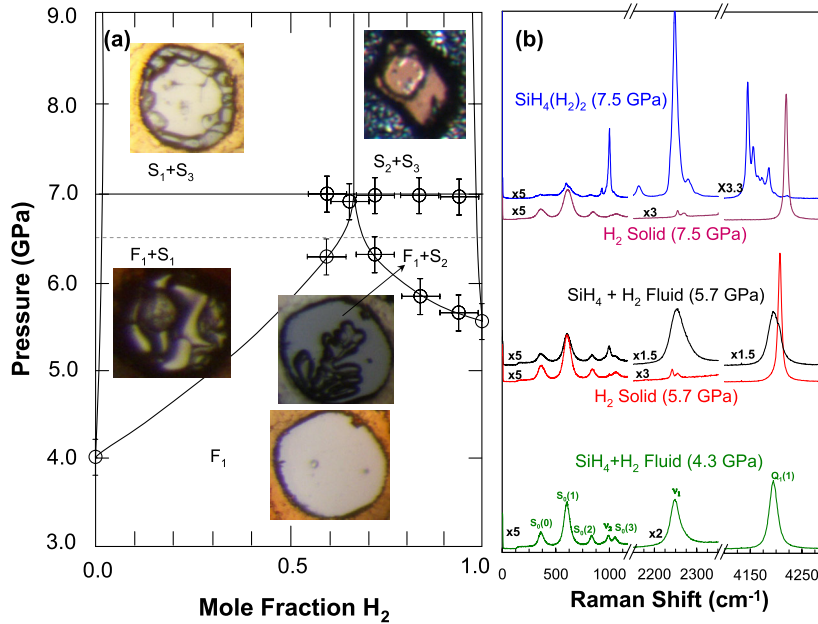 (a)
9.0
8.0
7.0
6.0
5.0
4.0
3.0
Pressure (GPa)
S₁+S₃
S₂+S₃
F₁+S₁
F₁+S₂
F₁
0.0
0.5
1.0
Mole Fraction H₂
(b)
SiH₄(H₂)₂ (7.5 GPa)
x5
X3.3
x5
x3
H₂ Solid (7.5 GPa)
SiH₄ + H₂ Fluid (5.7 GPa)
x5
x1.5
x1.5
x5
x3
H₂ Solid (5.7 GPa)
SiH₄+H₂ Fluid (4.3 GPa)
S₀(0)
S₀(1)
S₀(2)
ν₂
S₀(3)
ν₁
Q₁(1)
x5
x2
0
500
1000
2200
2300
4150
4250
Raman Shift (cm⁻¹)